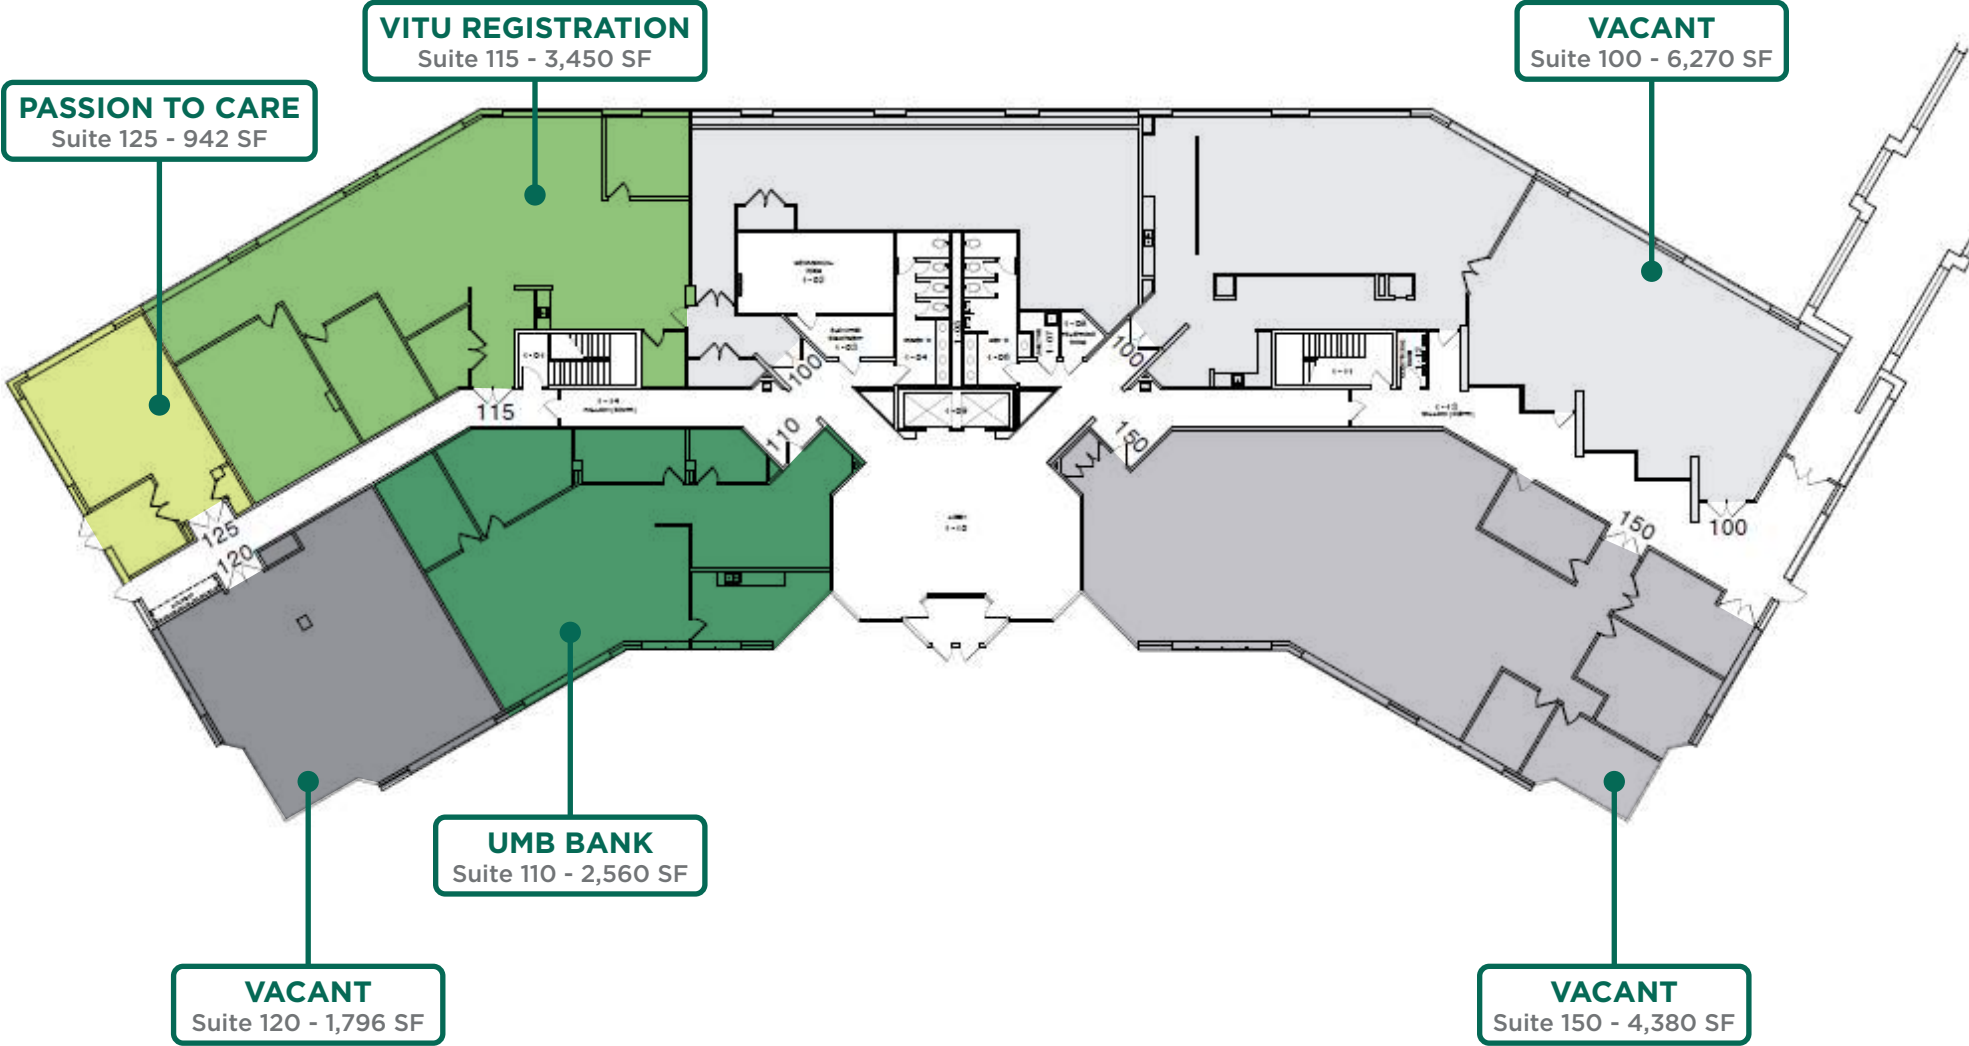 VITU REGISTRATION
Suite 115 - 3,450 SF
VACANT
Suite 100 - 6,270 SF
PASSION TO CARE
Suite 125 - 942 SF
100
100
115
110
150
125
120
150
100
UMB BANK
Suite 110 - 2,560 SF
VACANT
Suite 120 - 1,796 SF
VACANT
Suite 150 - 4,380 SF